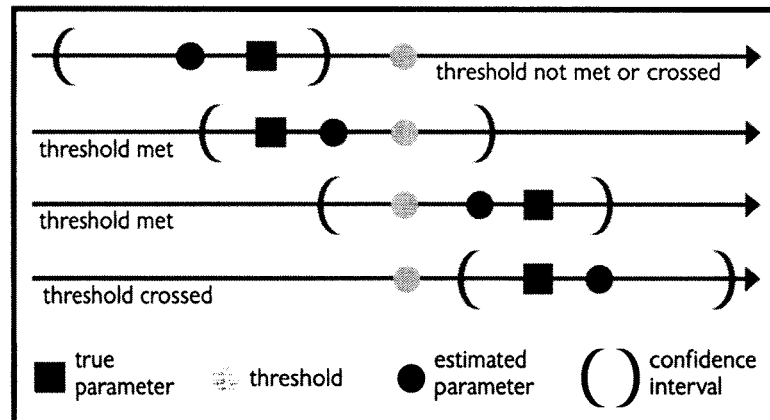 threshold not met or crossed
threshold met
threshold met
threshold crossed
true
parameter
threshold
estimated
parameter
confidence
interval